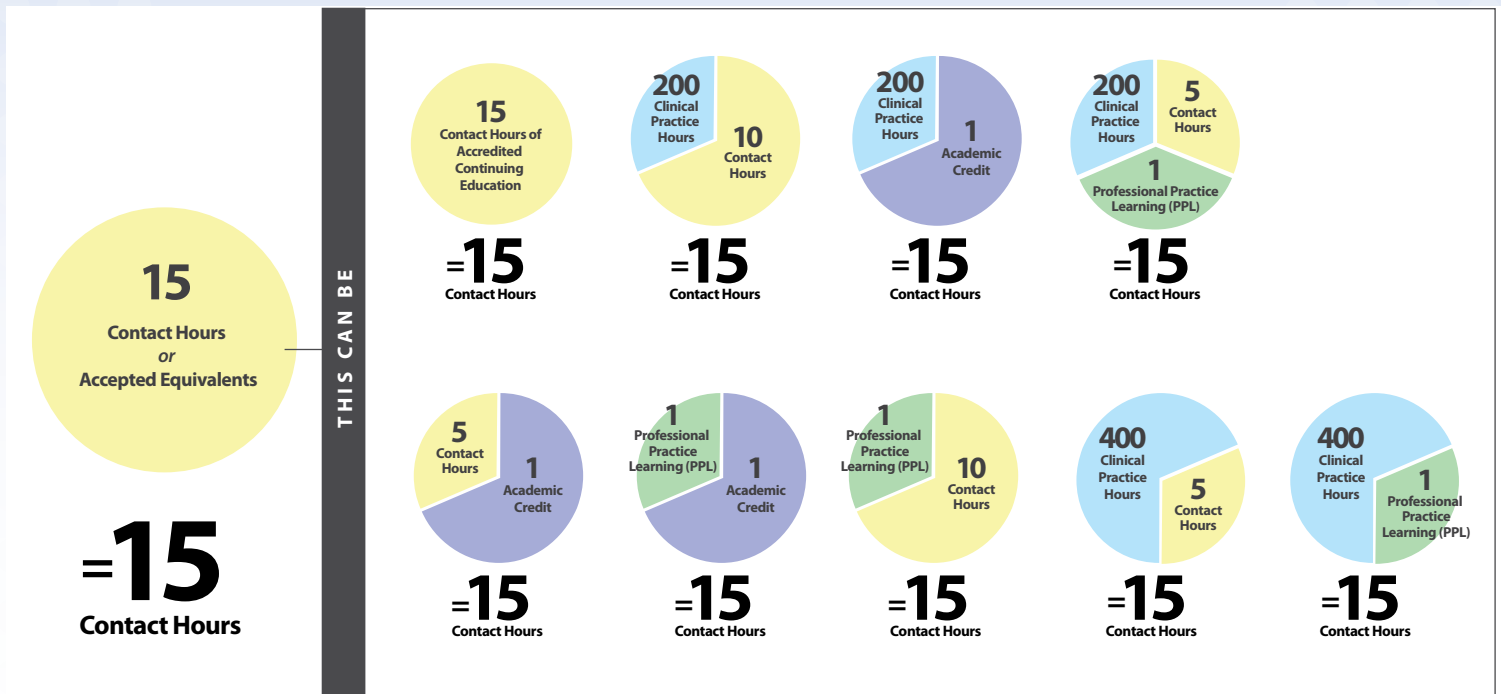 15
Contact Hours
or
Accepted Equivalents
=15
Contact Hours
THIS CAN BE
15
Contact Hours of
Accredited
Continuing
Education
=15
Contact Hours
200
Clinical
Practice
Hours
10
Contact
Hours
=15
Contact Hours
200
Clinical
Practice
Hours
1
Academic
Credit
=15
Contact Hours
200
Clinical
Practice
Hours
5
Contact
Hours
1
Professional Practice
Learning (PPL)
=15
Contact Hours
5
Contact
Hours
1
Academic
Credit
=15
Contact Hours
1
Professional
Practice
Learning (PPL)
1
Academic
Credit
=15
Contact Hours
1
Professional
Practice
Learning (PPL)
10
Contact
Hours
=15
Contact Hours
400
Clinical
Practice
Hours
5
Contact
Hours
=15
Contact Hours
400
Clinical
Practice
Hours
1
Professional
Practice
Learning (PPL)
=15
Contact Hours